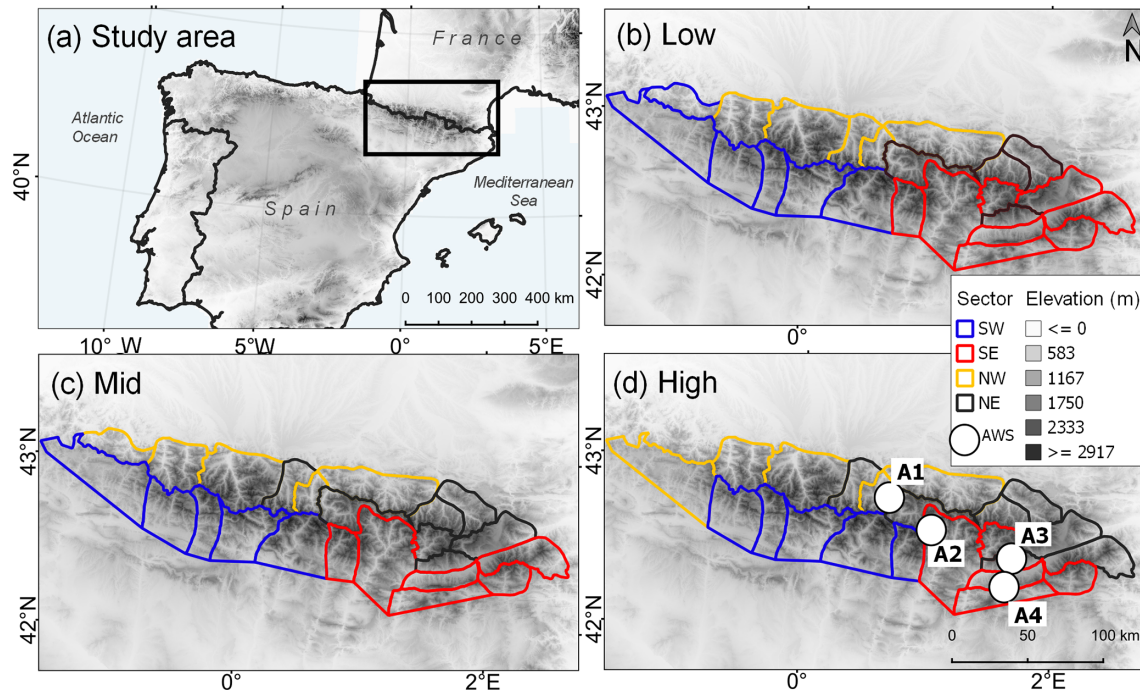 (a) Study area
France
Atlantic
Ocean
40°N
Spain
Mediterranean
Sea
0 100 200 300 400 km
10°W
5°W
0°
5°E
(b) Low
N
43°N
42°N
0°
Sector Elevation (m)
SW <= 0
SE 583
NW 1167
NE 1750
AWS 2333
>= 2917
(c) Mid
43°N
42°N
0°
2°E
(d) High
43°N
42°N
A1
A2
A3
A4
0 50 100 km
0°
2°E